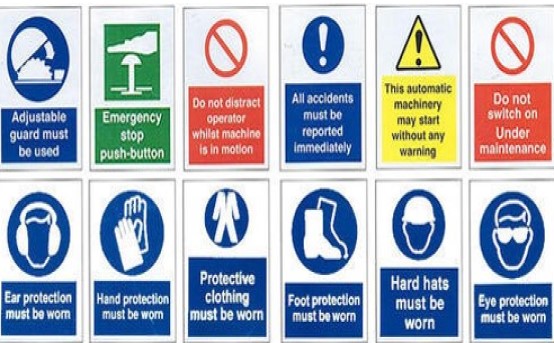 Adjustable
guard must
be used
Emergency
stop
push-button
Do not distract
operator
whilst machine
is in motion
All accidents
must be
reported
immediately
This automatic
machinery
may start
without any
warning
Do not
switch on
Under
maintenance
Ear protection
must be worn
Hand protection
must be worn
Protective
clothing
must be worn
Foot protection
must be worn
Hard hats
must be
worn
Eye protection
must be worn